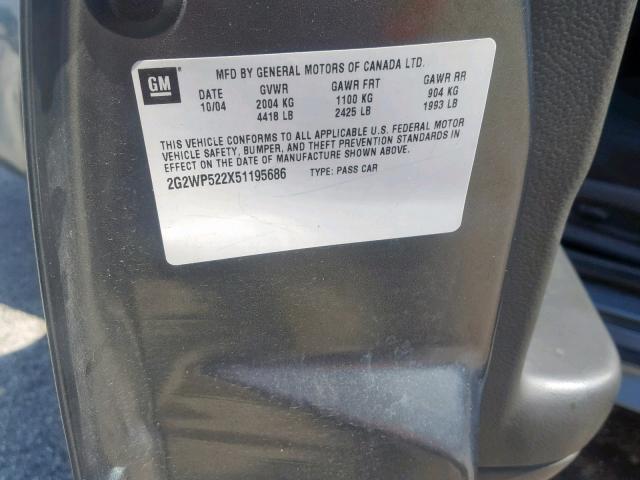 GM
MFD BY GENERAL MOTORS OF CANADA LTD.
DATE GVWR GAWR FRT GAWR RR
10/04 2004 KG 1100 KG 904 KG
4418 LB 2425 LB 1993 LB
THIS VEHICLE CONFORMS TO ALL APPLICABLE U.S. FEDERAL MOTOR
VEHICLE SAFETY, BUMPER, AND THEFT PREVENTION STANDARDS IN
EFFECT ON THE DATE OF MANUFACTURE SHOWN ABOVE.
2G2WP522X51195686 TYPE: PASS CAR